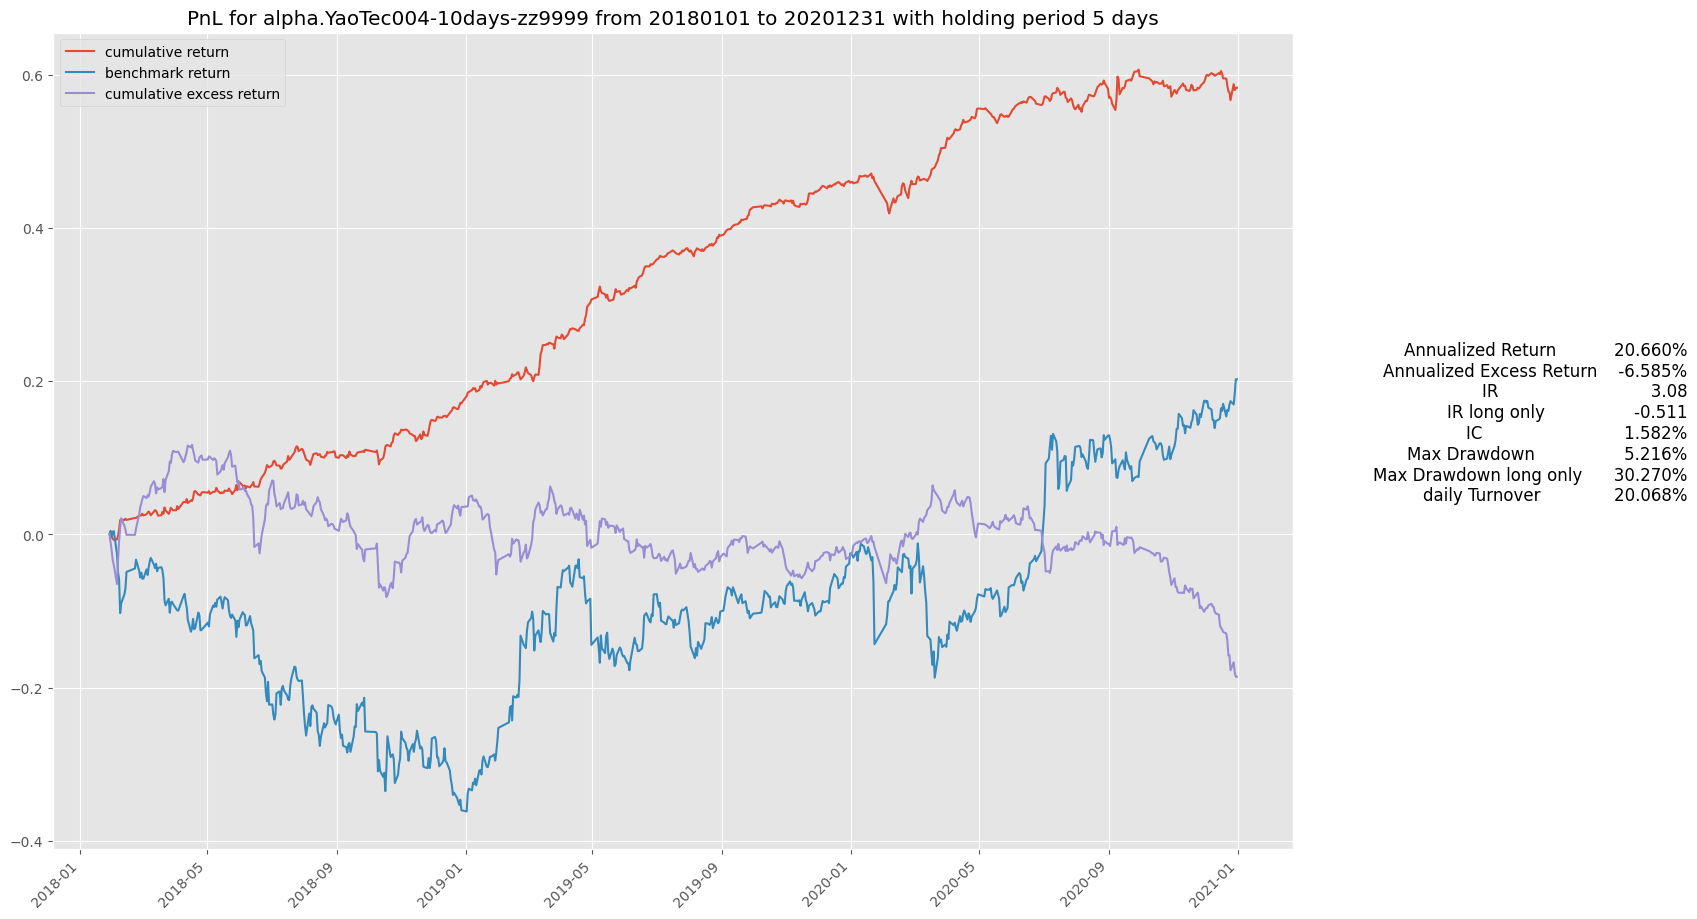 PnL for alpha.YaoTec004-10days-zz9999 from 20180101 to 20201231 with holding period 5 days
cumulative return
benchmark return
cumulative excess return
0.6
0.4
0.2
0.0
−0.2
−0.4
2018-01
2018-05
2018-09
2019-01
2019-05
2019-09
2020-01
2020-05
2020-09
2021-01
Annualized Return 20.660%
Annualized Excess Return -6.585%
IR 3.08
IR long only -0.511
IC 1.582%
Max Drawdown 5.216%
Max Drawdown long only 30.270%
daily Turnover 20.068%